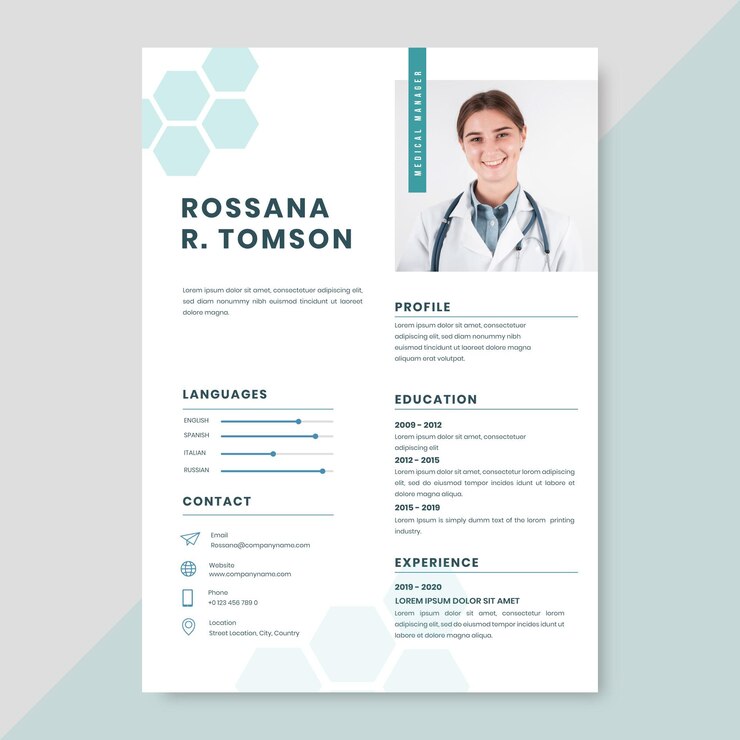 MEDICAL MANAGER
ROSSANA
R. TOMSON
Lorem ipsum dolor sit amet, consectetuer adipiscing elit,
sed diam nonummy nibh euismod tincidunt ut laoreet
dolore magna.
LANGUAGES
ENGLISH
SPANISH
ITALIAN
RUSSIAN
CONTACT
Email
Rossana@companyname.com
Website
www.companyname.com
Phone
+0 123 456 789 0
Location
Street Location, City, Country
PROFILE
Lorem ipsum dolor sit amet, consectetuer
adipiscing elit, sed diam nonummy nibh
euismod tincidunt ut laoreet dolore magna
aliquam erat volutpat.
EDUCATION
2009 - 2012
Lorem ipsum dolor sit amet, consectetuer
adipiscing elit
2012 - 2015
Lorem ipsum dolor sit amet, consectetur lorem adipiscing
elit, sed do eiusmod tempor incididunt ut labore et
dolore magna aliqua.
2015 - 2019
Lorem Ipsum is simply dumm text of the lorem printing
industry.
EXPERIENCE
2019 - 2020
LOREM IPSUM DOLOR SIT AMET
Lorem ipsum dolor sit amet, consectetur
adipiscing elit, sed do eiusmod tempor incididunt
ut labore et dolore magna aliqua.